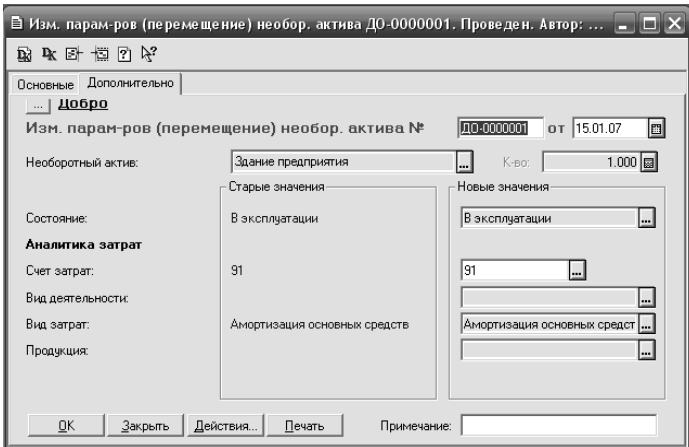 Изм. парам-ров (перемещение) необор. актива ДО-0000001. Проведен. Автор: ...
Основные Дополнительно
... Добро
Изм. парам-ров (перемещение) необор. актива № ДО-0000001 от 15.01.07
Необоротный актив: Здание предприятия ... К-во: 1.000
Старые значения Новые значения
Состояние: В эксплуатации В эксплуатации ...
Аналитика затрат
Счет затрат: 91 91 ...
Вид деятельности: ...
Вид затрат: Амортизация основных средств Амортизация основных средст ...
Продукция: ...
OK Закрыть Действия... Печать Примечание: